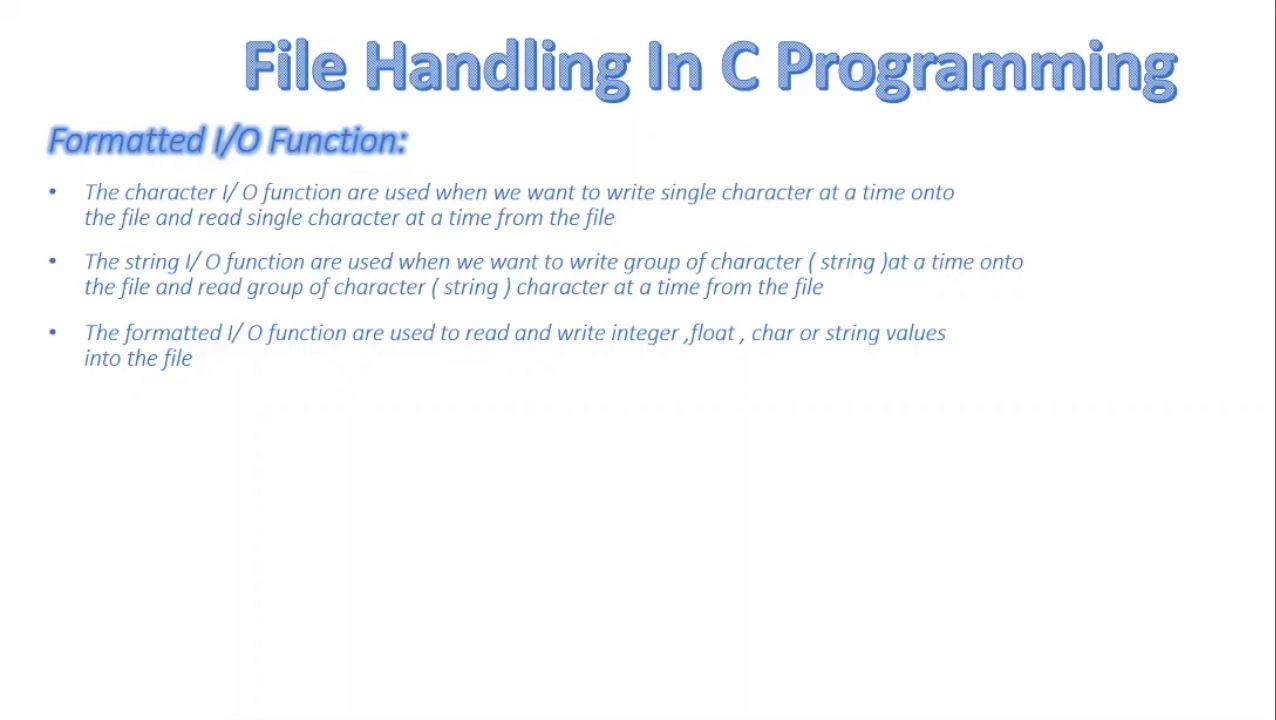 File Handling In C Programming
Formatted I/O Function:
• The character I/ O function are used when we want to write single character at a time onto
the file and read single character at a time from the file
• The string I/ O function are used when we want to write group of character ( string )at a time onto
the file and read group of character ( string ) character at a time from the file
• The formatted I/ O function are used to read and write integer ,float , char or string values
into the file